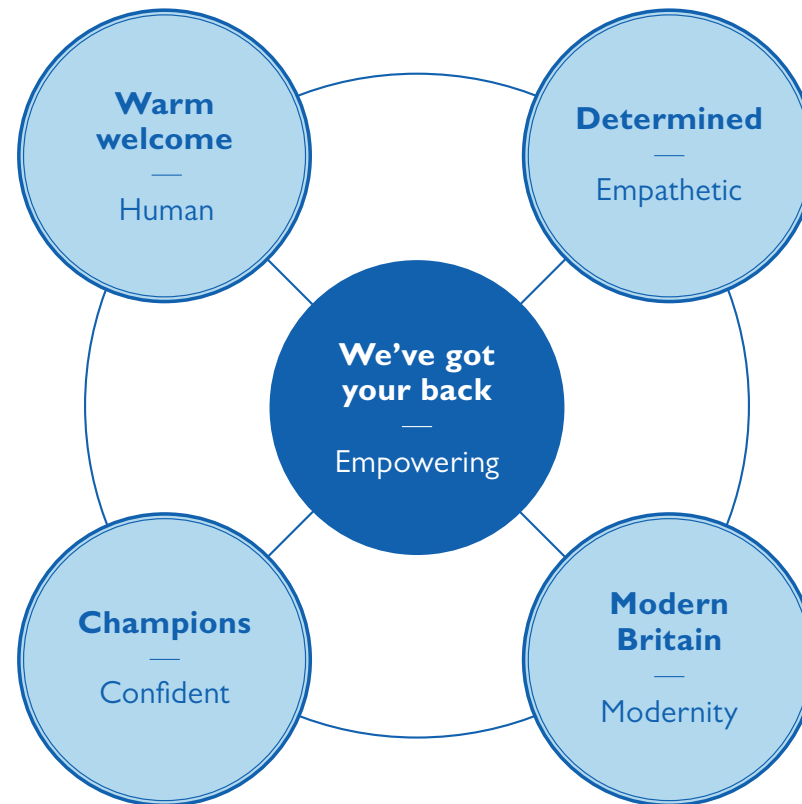 Warm
welcome
Human
Determined
Empathetic
We’ve got
your back
Empowering
Champions
Confident
Modern
Britain
Modernity